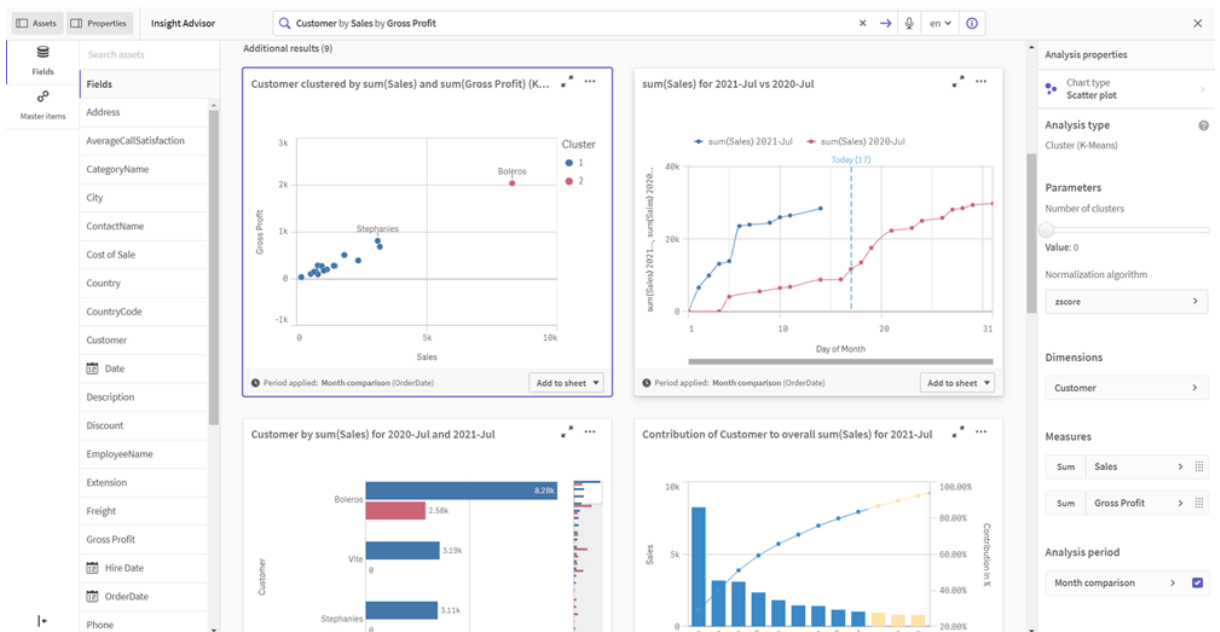 Assets
Properties
Insight Advisor
Customer by Sales by Gross Profit
en
Fields
Master items
Search assets
Fields
Address
AverageCallSatisfaction
CategoryName
City
ContactName
Cost of Sale
Country
CountryCode
Customer
Date
Description
Discount
EmployeeName
Extension
Freight
Gross Profit
Hire Date
OrderDate
Phone
Additional results (9)
Customer clustered by sum(Sales) and sum(Gross Profit) (K...
3k
2k
1k
0
-1k
Gross Profit
Boleros
Stephanies
0
5k
10k
Sales
Cluster
1
2
Period applied: Month comparison (OrderDate)
Add to sheet
sum(Sales) for 2021-Jul vs 2020-Jul
sum(Sales) 2021-Jul
sum(Sales) 2020-Jul
Today (17)
40k
20k
0
sum(Sales) 2021..., sum(Sales) 2020...
1
10
20
31
Day of Month
Period applied: Month comparison (OrderDate)
Add to sheet
Customer by sum(Sales) for 2020-Jul and 2021-Jul
Customer
Boleros
8.28k
2.58k
Vite
3.19k
0
Stephanies
3.11k
0
Contribution of Customer to overall sum(Sales) for 2021-Jul
10k
5k
0
Sales
100.00%
80.00%
60.00%
40.00%
20.00%
Contribution in %
Analysis properties
Chart type
Scatter plot
Analysis type
Cluster (K-Means)
Parameters
Number of clusters
Value: 0
Normalization algorithm
zscore
Dimensions
Customer
Measures
Sum
Sales
Sum
Gross Profit
Analysis period
Month comparison